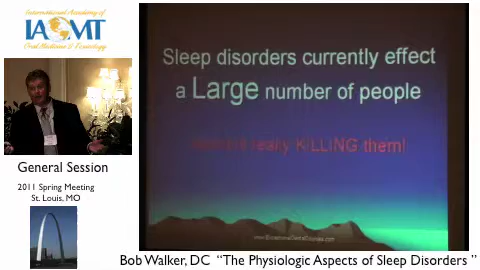 International Academy of
IAOMT
Oral Medicine & Toxicology
Sleep disorders currently effect
a Large number of people
really KILLING them!
General Session
2011 Spring Meeting
St. Louis, MO
Bob Walker, DC "The Physiologic Aspects of Sleep Disorders "